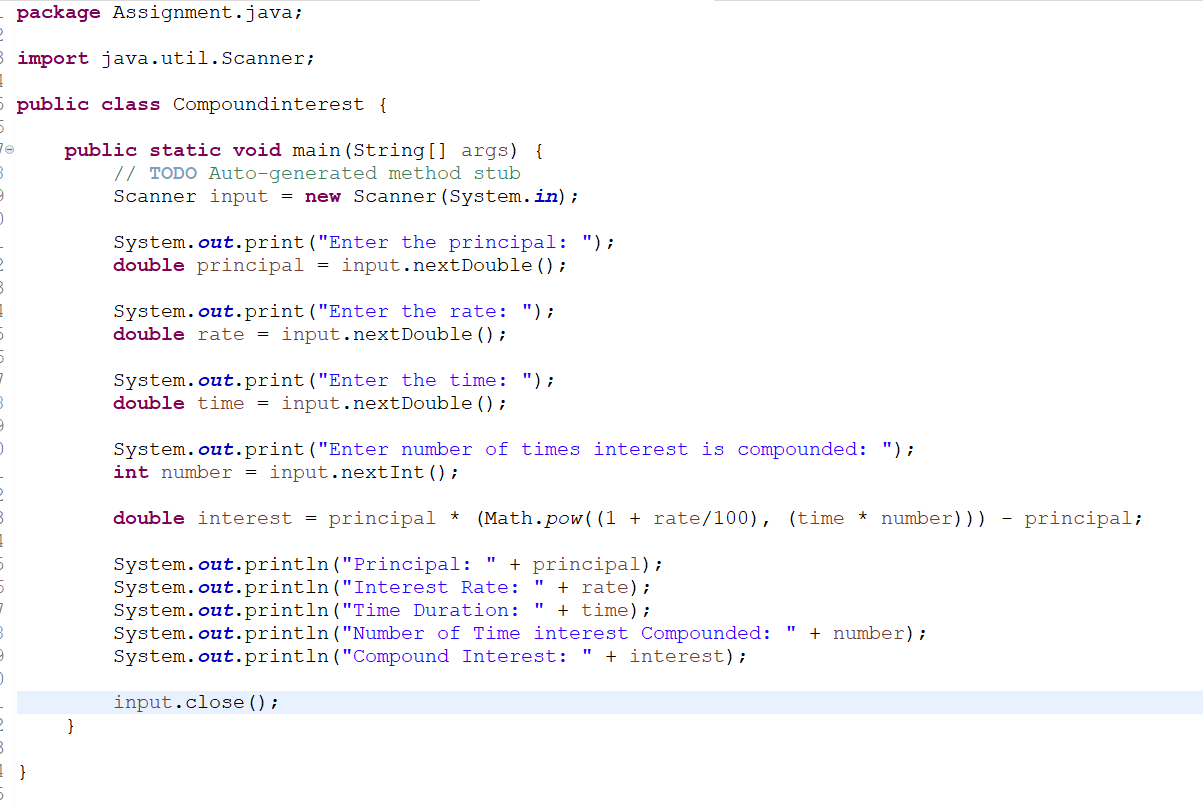 package Assignment.java;
import java.util.Scanner;
public class Compoundinterest {
public static void main(String[] args) {
// TODO Auto-generated method stub
Scanner input = new Scanner(System.in);
System.out.print("Enter the principal: ");
double principal = input.nextDouble();
System.out.print("Enter the rate: ");
double rate = input.nextDouble();
System.out.print("Enter the time: ");
double time = input.nextDouble();
System.out.print("Enter number of times interest is compounded: ");
int number = input.nextInt();
double interest = principal * (Math.pow((1 + rate/100), (time * number))) - principal;
System.out.println("Principal: " + principal);
System.out.println("Interest Rate: " + rate);
System.out.println("Time Duration: " + time);
System.out.println("Number of Time interest Compounded: " + number);
System.out.println("Compound Interest: " + interest);
input.close();
}
}